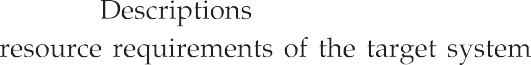 Descriptions
resource requirements of the target system